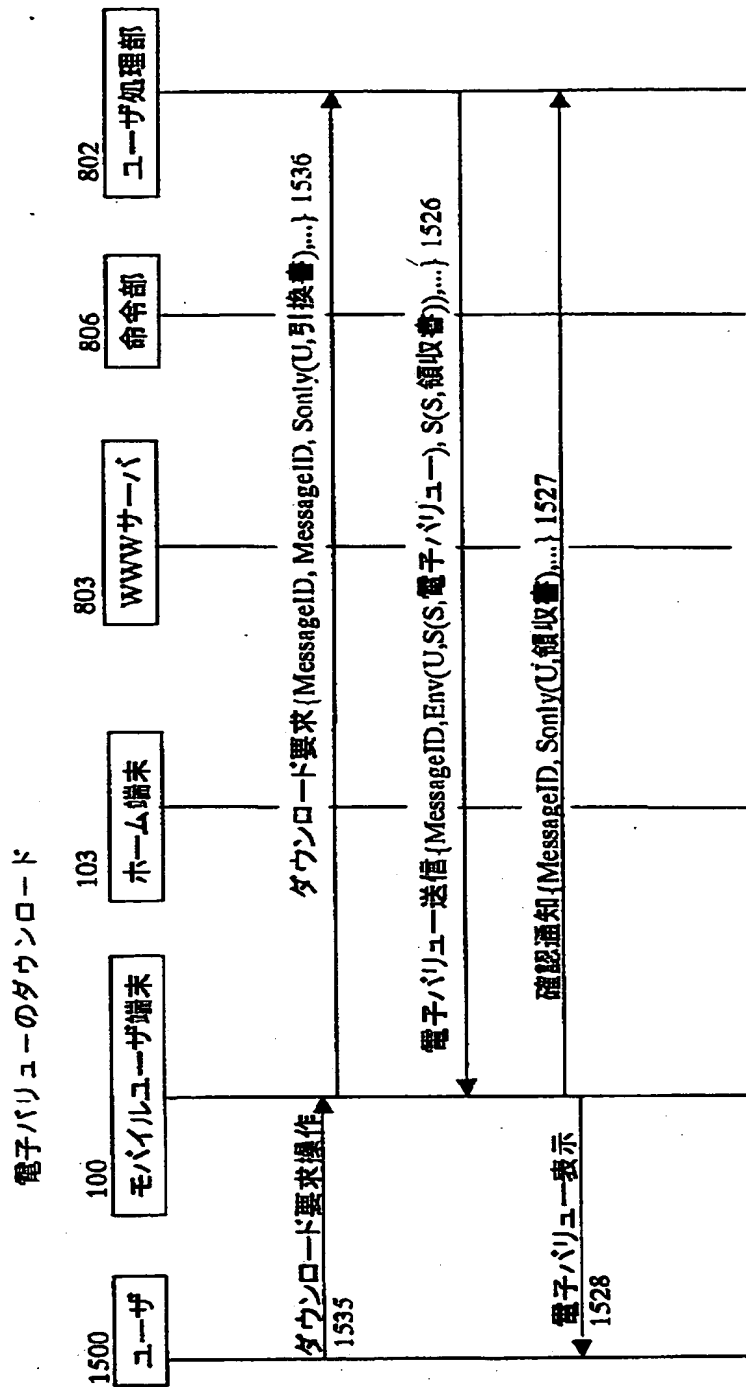 電子バリューのダウンロード
1500
ユーザ
100
モバイルユーザ端末
103
ホーム端末
803
WWWサーバ
806
命令部
802
ユーザ処理部
ダウンロード要求操作
1535
ダウンロード要求{MessageID, MessageID, Sonly(U,引換書),...} 1536
電子バリュー送信{MessageID,Env(U,S(S,電子バリュー), S(S,領収書)),...} 1526
確認通知{MessageID, Sonly(U,領収書),...} 1527
電子バリュー表示
1528